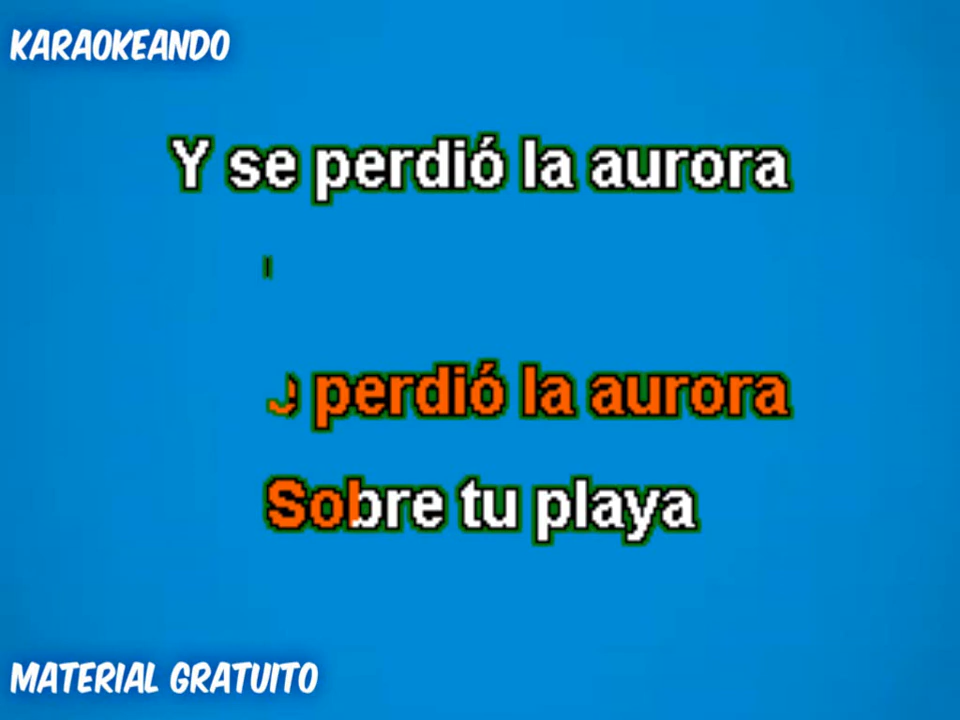 KARAOKEANDO
Y se perdió la aurora
perdió la aurora
Sobre tu playa
MATERIAL GRATUITO